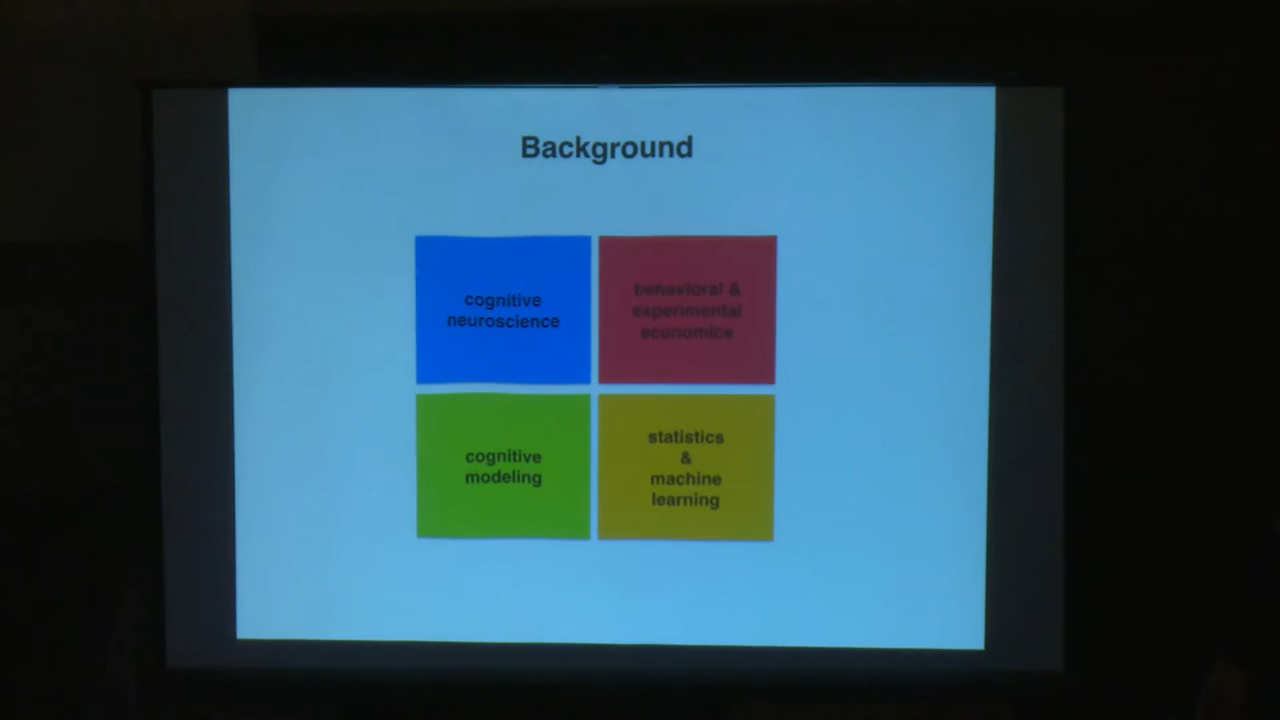 Background
cognitive
neuroscience
behavioral &
experimental
economics
cognitive
modeling
statistics
&
machine
learning